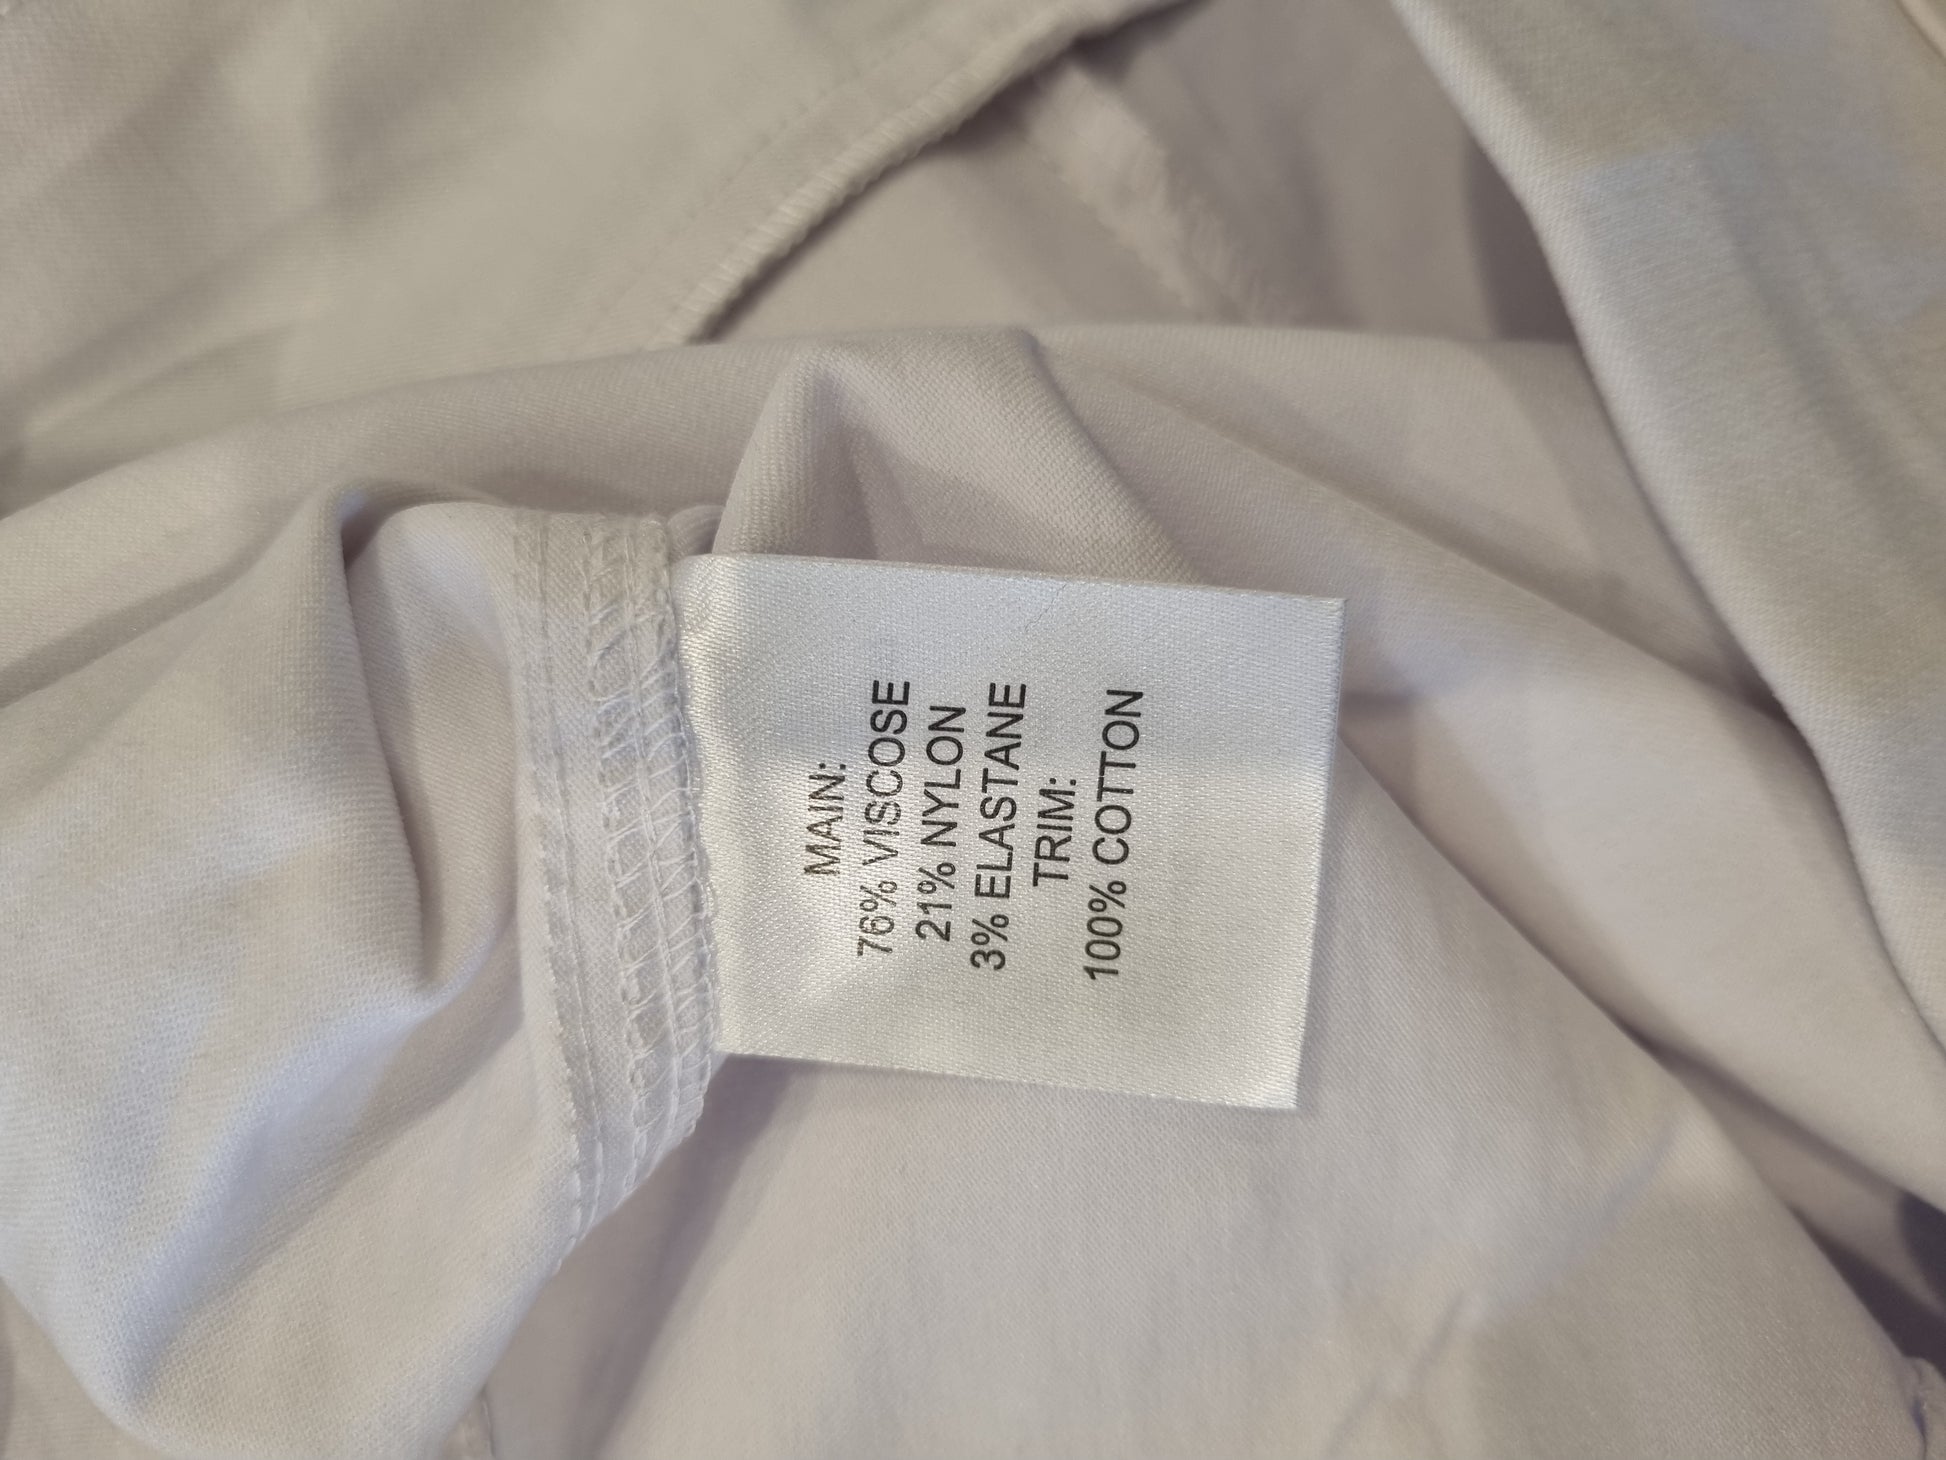 MAIN:
76% VISCOSE
21% NYLON
3% ELASTANE
TRIM:
100% COTTON